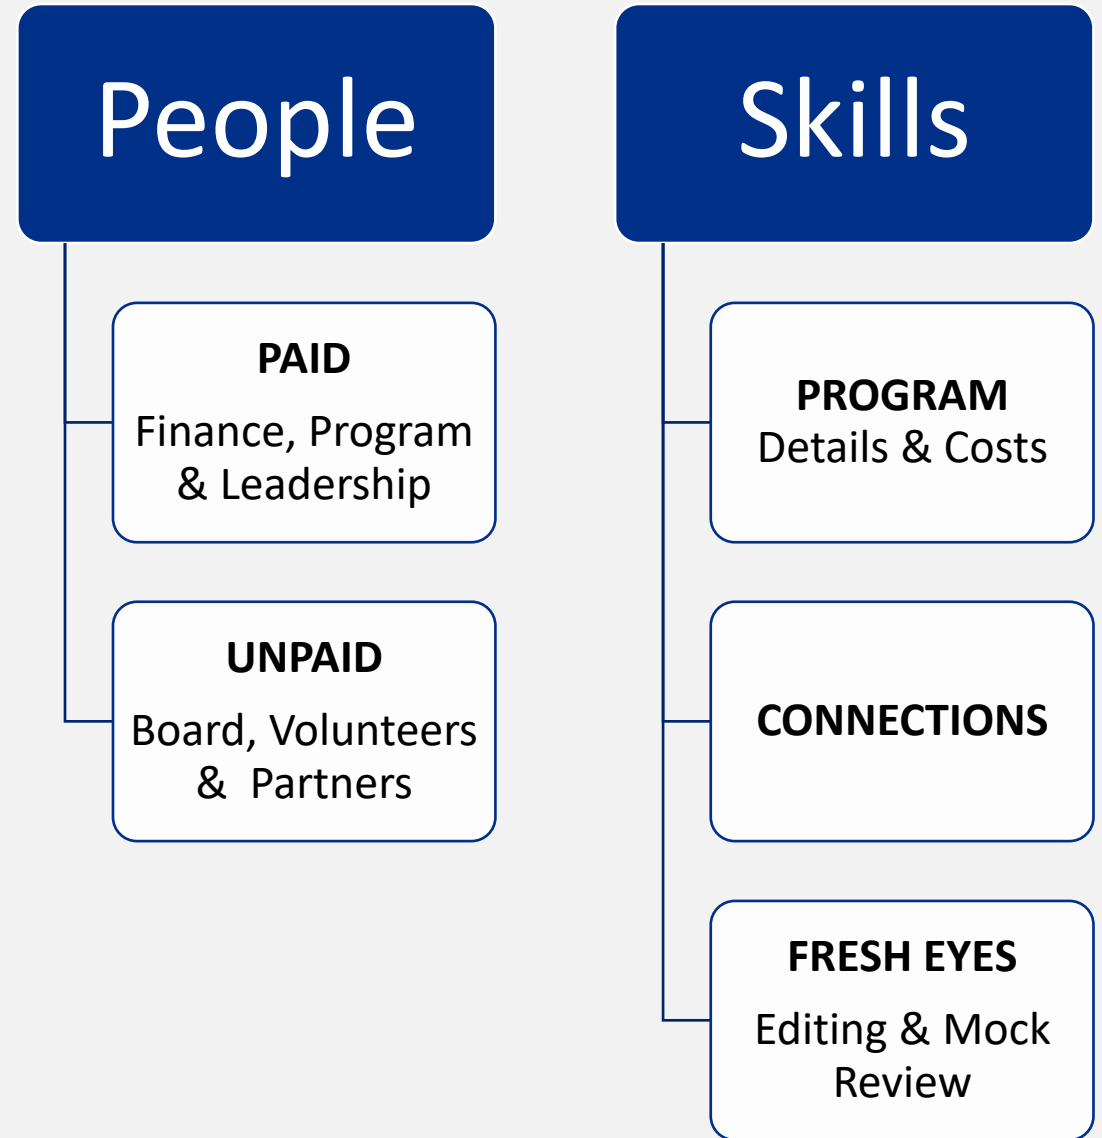 People
PAID
Finance, Program
& Leadership
UNPAID
Board, Volunteers
& Partners
Skills
PROGRAM
Details & Costs
CONNECTIONS
FRESH EYES
Editing & Mock
Review